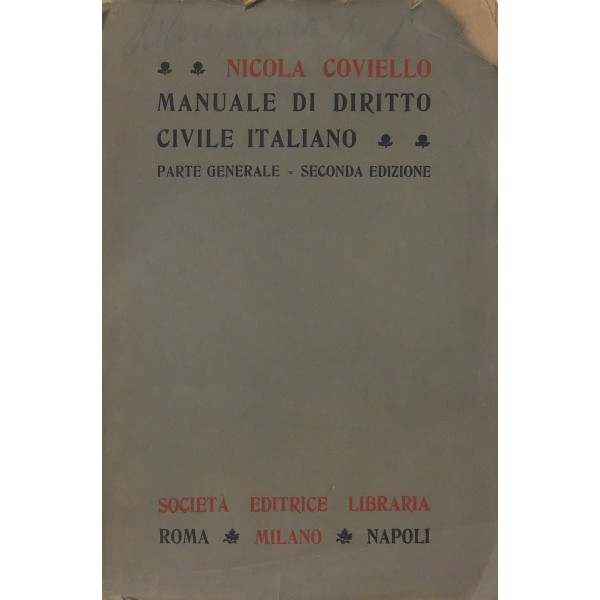 NICOLA COVIELLO
MANUALE DI DIRITTO
CIVILE ITALIANO
PARTE GENERALE - SECONDA EDIZIONE
SOCIETÀ EDITRICE LIBRARIA
ROMA MILANO NAPOLI